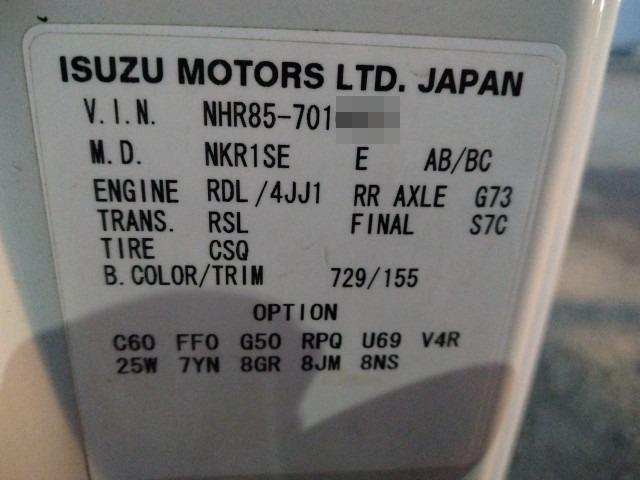 ISUZU MOTORS LTD. JAPAN
V.I.N. NHR85-701
M.D. NKR1SE E AB/BC
ENGINE RDL/4JJ1 RR AXLE G73
TRANS. RSL FINAL S7C
TIRE CSQ
B.COLOR/TRIM 729/155
OPTION
C60 FF0 G50 RPQ U69 V4R
25W 7YN 8GR 8JM 8NS